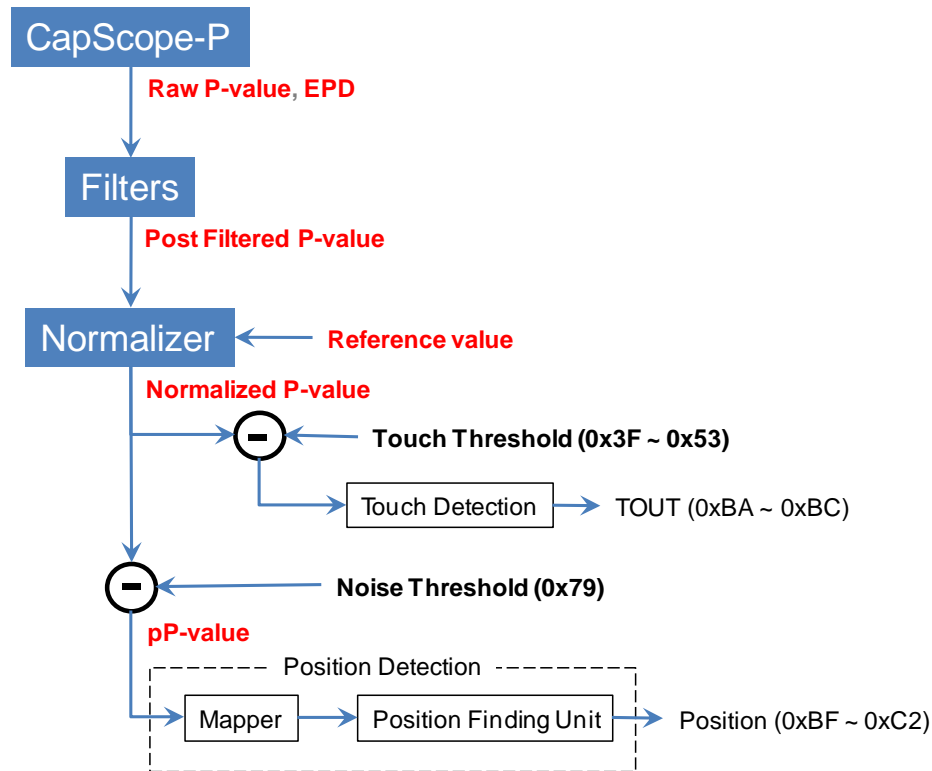 CapScope-P
Raw P-value, EPD
Filters
Post Filtered P-value
Normalizer
Reference value
Normalized P-value
Touch Threshold (0x3F ~ 0x53)
Touch Detection
TOUT (0xBA ~ 0xBC)
Noise Threshold (0x79)
pP-value
Position Detection
Mapper
Position Finding Unit
Position (0xBF ~ 0xC2)